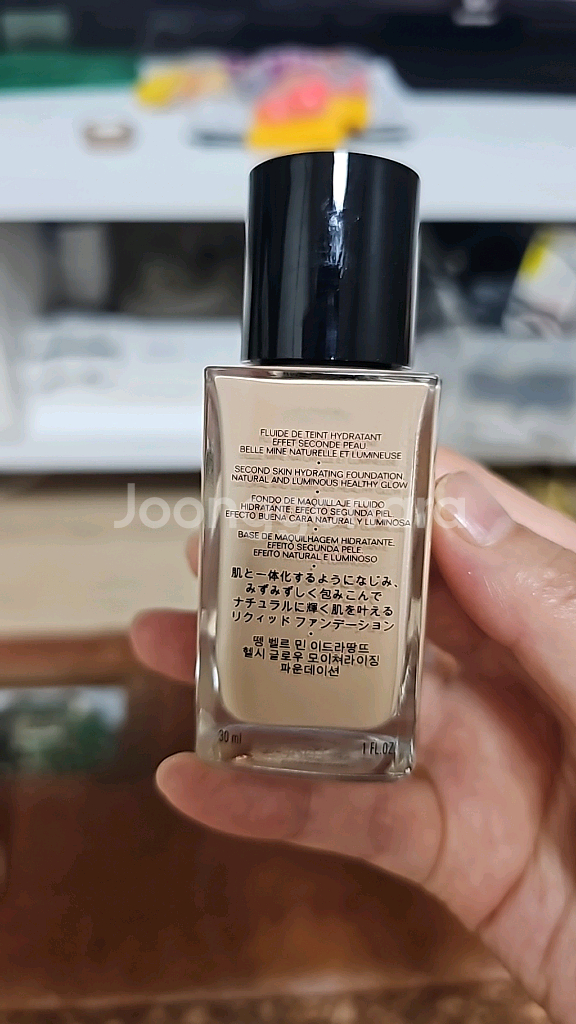 FLUIDE DE TEINT HYDRATANT
EFFET SECONDE PEAU
BELLE MINE NATURELLE ET LUMINEUSE
SECOND SKIN HYDRATING FOUNDATION
NATURAL AND LUMINOUS HEALTHY GLOW
FONDO DE MAQUILLAJE FLUIDO
HIDRATANTE. EFECTO SEGUNDA PIEL.
EFECTO BUENA CARA NATURAL Y LUMINOSA
BASE DE MAQUILHAGEM HIDRATANTE.
EFEITO SEGUNDA PELE.
EFEITO NATURAL E LUMINOSO
肌と一体化するようになじみ、
みずみずしく包みこんで
ナチュラルに輝く肌を叶える
リクィッド ファンデーション
뗑 벨르 민 이드라땅뜨
헬시 글로우 모이쳐라이징
파운데이션
30 ml 1 FL.OZ.
Joonggonara